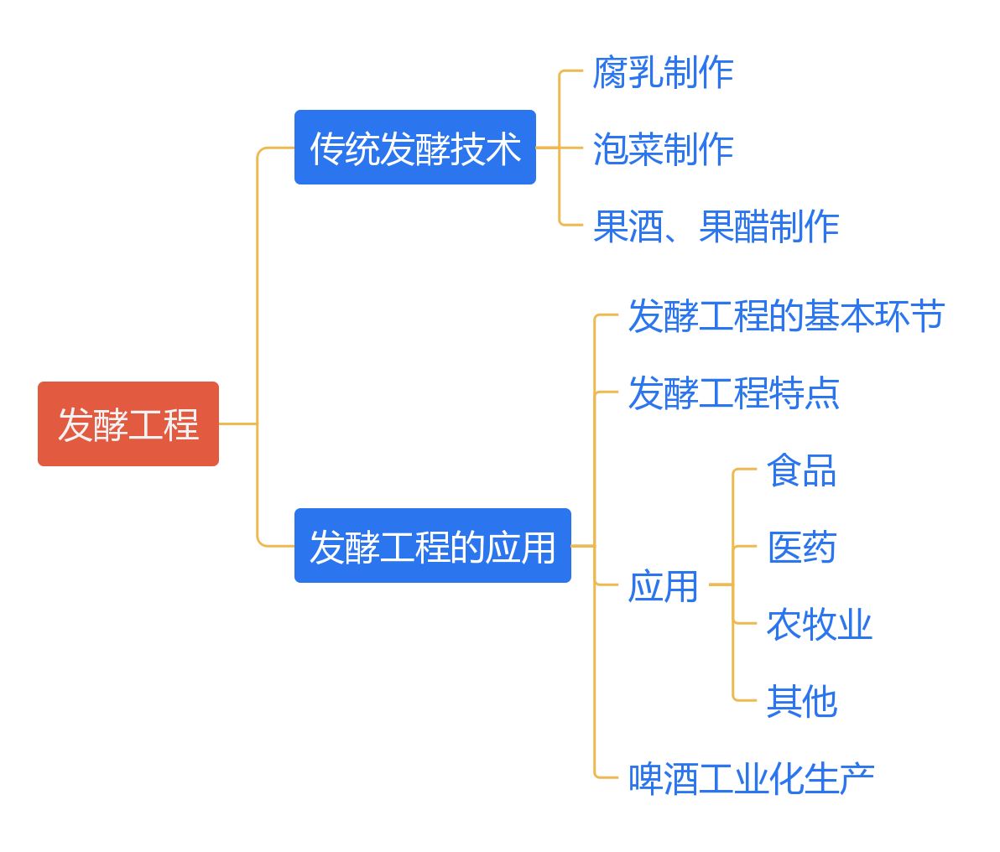 发酵工程
传统发酵技术
腐乳制作
泡菜制作
果酒、果醋制作
发酵工程的应用
发酵工程的基本环节
发酵工程特点
应用
食品
医药
农牧业
其他
啤酒工业化生产